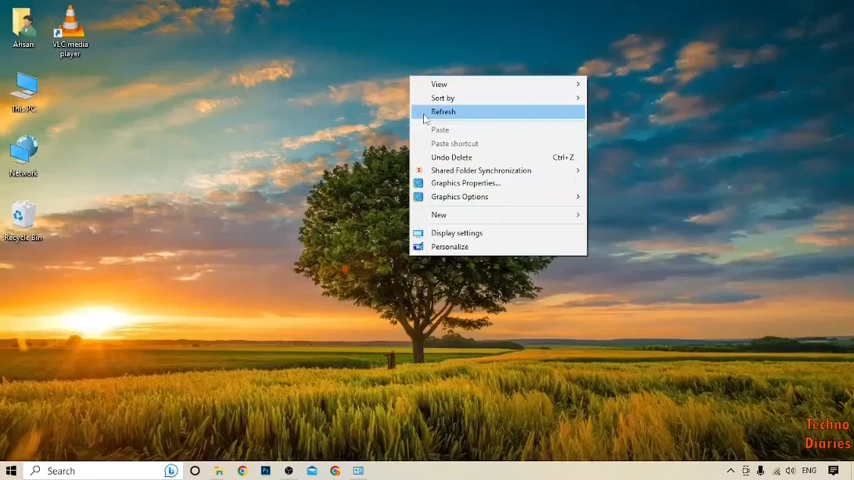 Ahsan
VLC media
player
This PC
Network
Recycle Bin
View
Sort by
Refresh
Paste
Paste shortcut
Undo Delete Ctrl+Z
Shared Folder Synchronization
Graphics Properties...
Graphics Options
New
Display settings
Personalize
Techno
Diaries
Search
ENG